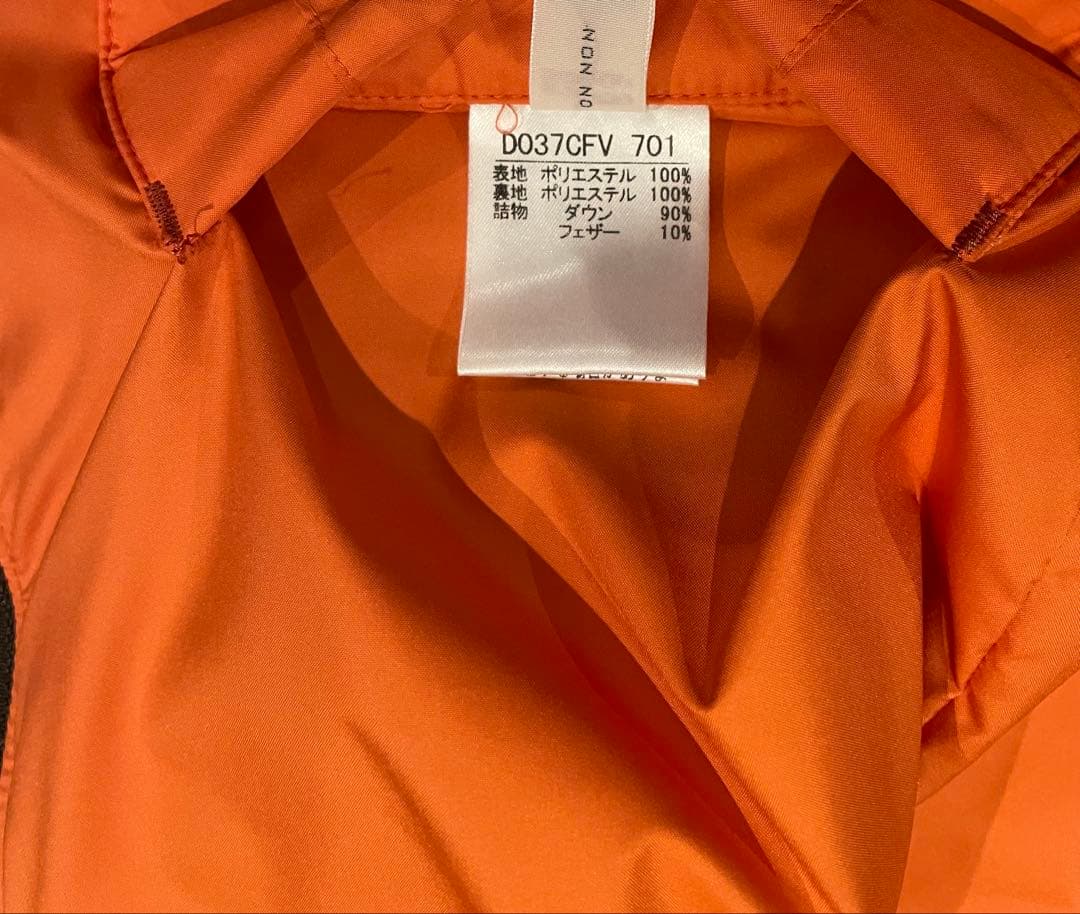 NON NO
D037CFV 701
表地 ポリエステル 100%
裏地 ポリエステル 100%
詰物 ダウン 90%
フェザー 10%